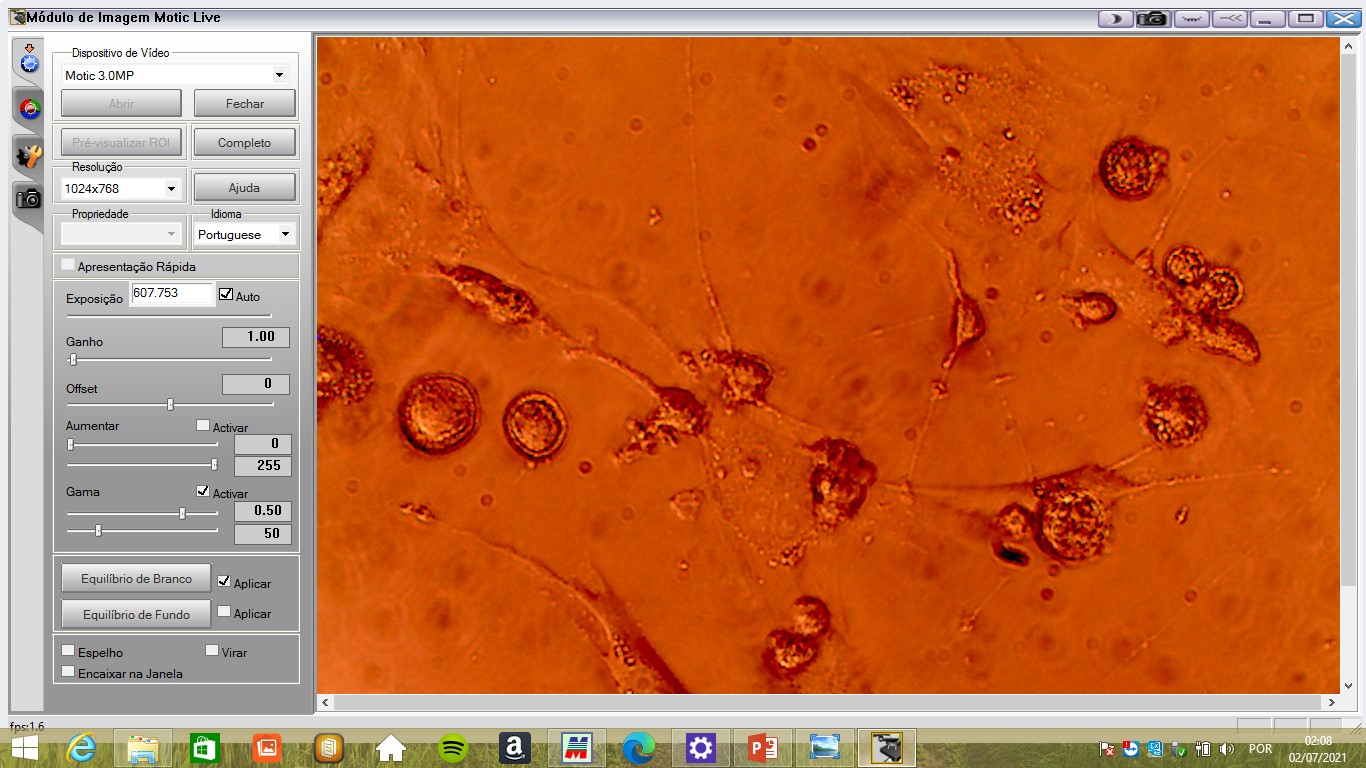 Módulo de Imagem Motic Live
Dispositivo de Vídeo
Motic 3.0MP
Abrir
Fechar
Pré-visualizar ROI
Completo
Resolução
1024x768
Ajuda
Propriedade
Idioma
Portuguese
Apresentação Rápida
Exposição
607.753
Auto
Ganho
1.00
Offset
0
Aumentar
Activar
0
255
Gama
Activar
0.50
50
Equilíbrio de Branco
Aplicar
Equilíbrio de Fundo
Aplicar
Espelho
Virar
Encaixar na Janela
fps:1.6
POR
02:08
02/07/2021